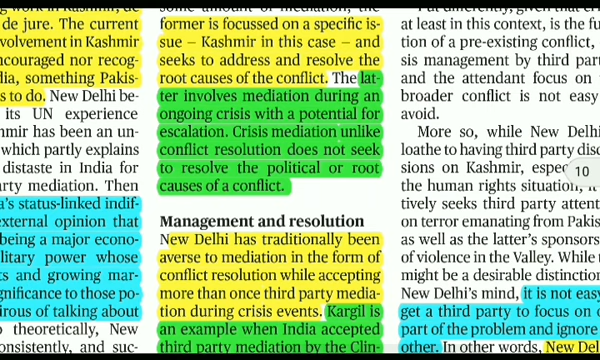 de jure. The current
volvement in Kashmir
ncouraged nor recog-
dia, something Pakis-
s to do. New Delhi be-
its UN experience
hmir has been an un-
which partly explains
distaste in India for
arty mediation. Then
a's status-linked indif-
external opinion that
being a major econo-
litary power whose
ts and growing mar-
gnificance to those po-
irous of talking about
o theoretically, New
onsistently, and suc-
some amount of mediation, the
former is focussed on a specific is-
sue – Kashmir in this case – and
seeks to address and resolve the
root causes of the conflict. The lat-
ter involves mediation during an
ongoing crisis with a potential for
escalation. Crisis mediation unlike
conflict resolution does not seek
to resolve the political or root
causes of a conflict.
Management and resolution
New Delhi has traditionally been
averse to mediation in the form of
conflict resolution while accepting
more than once third party media-
tion during crisis events. Kargil is
an example when India accepted
third party mediation by the Clin-
at least in this context, is the fu
tion of a pre-existing conflict,
sis management by third part
and the attendant focus on
broader conflict is not easy
avoid.
More so, while New Delhi
loathe to having third party disc
sions on Kashmir, espec
the human rights situation, it
tively seeks third party attent
on terror emanating from Pakis
as well as the latter's sponsors
of violence in the Valley. While t
might be a desirable distinction
New Delhi's mind, it is not easy
get a third party to focus on o
part of the problem and ignore
other. In other words, New Del
10